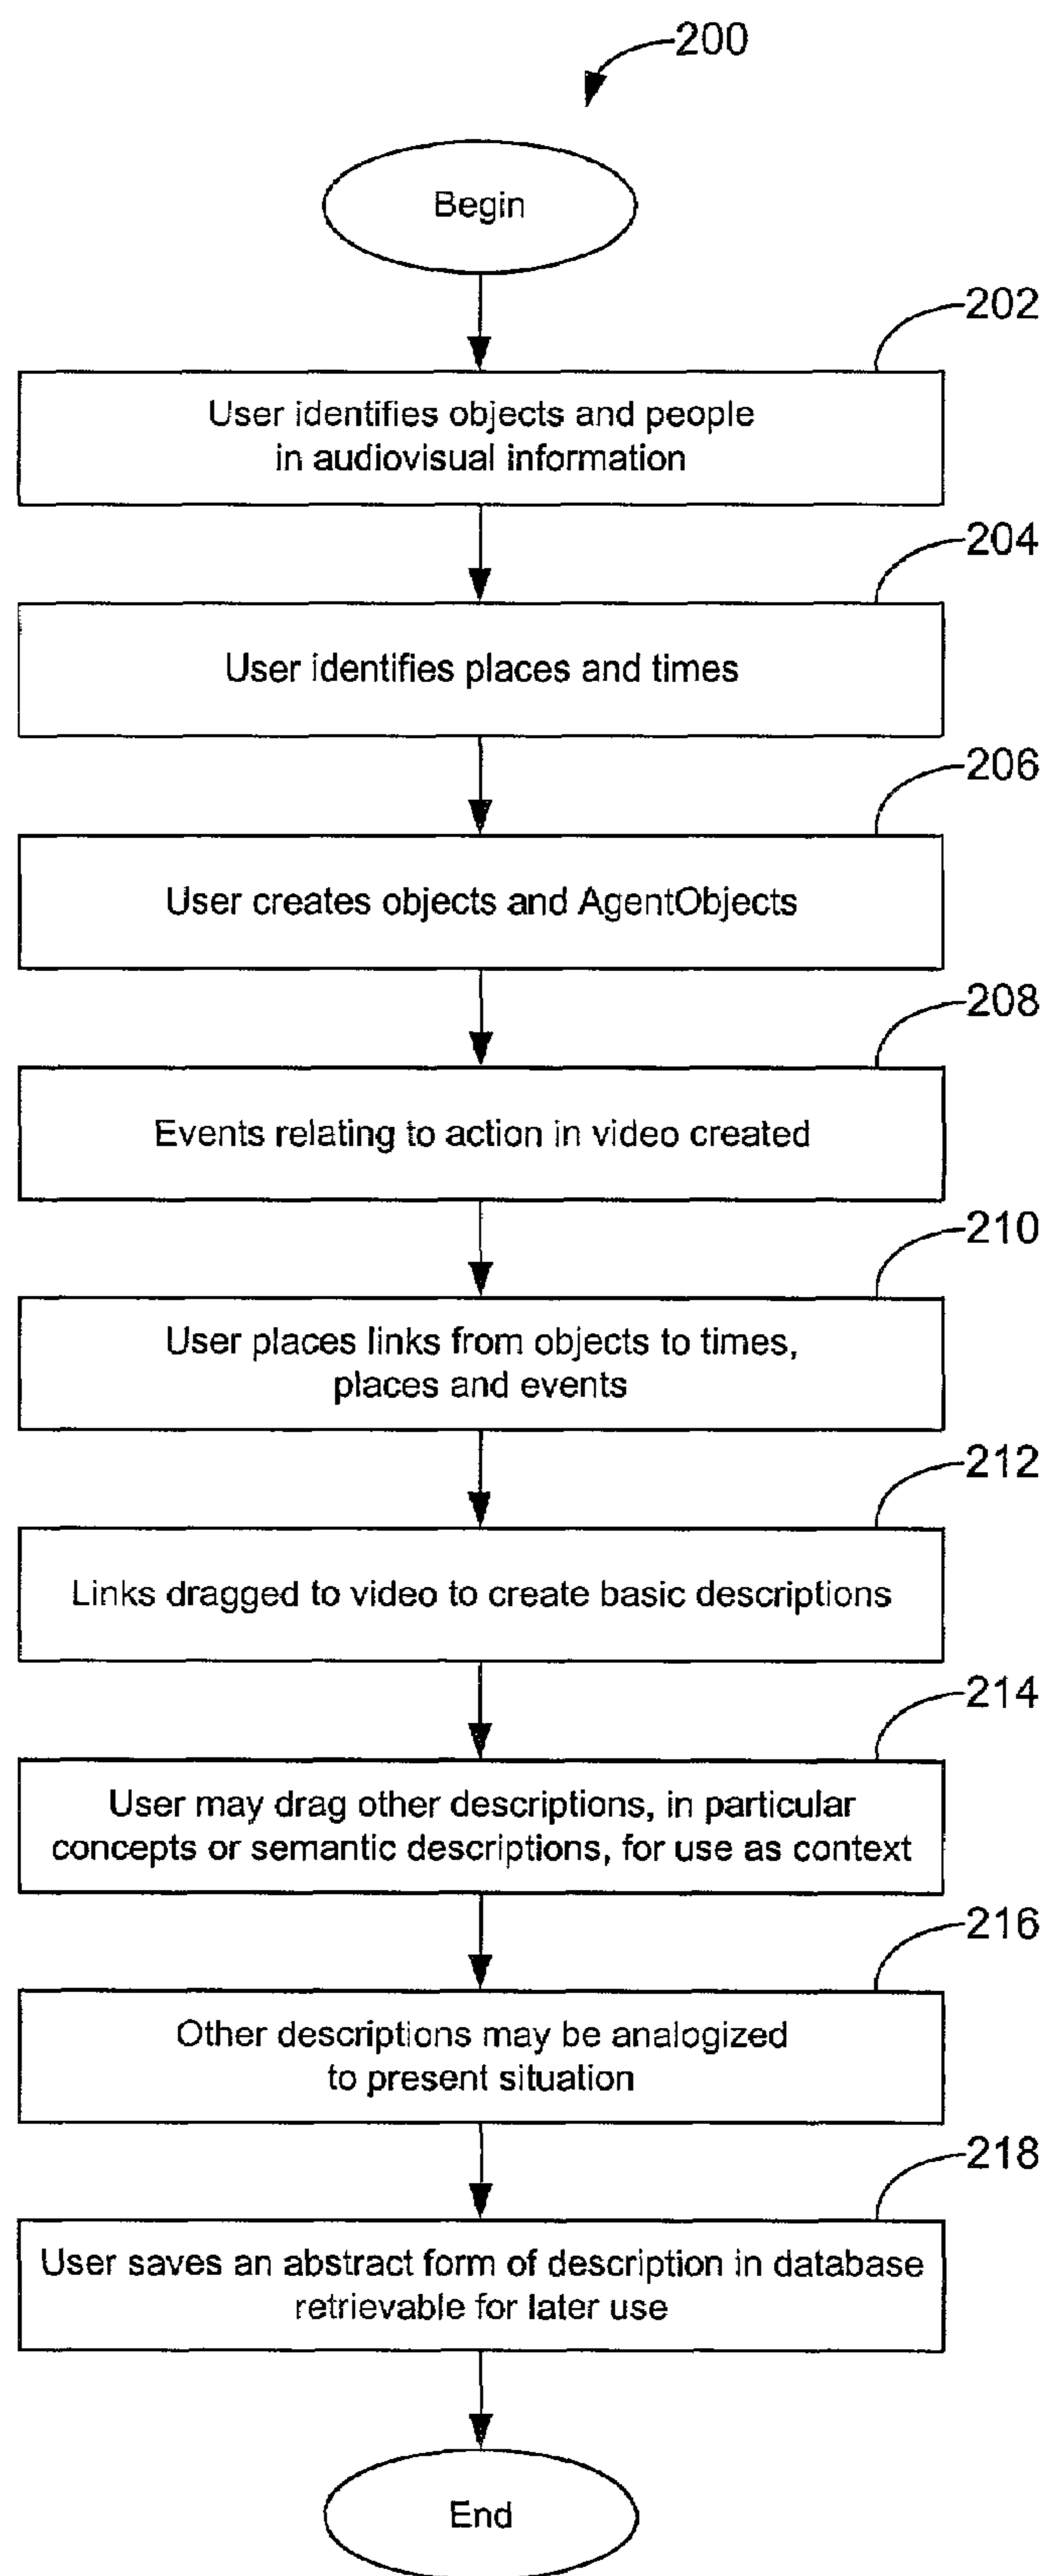 200
Begin
202
User identifies objects and people
in audiovisual information
204
User identifies places and times
206
User creates objects and AgentObjects
208
Events relating to action in video created
210
User places links from objects to times,
places and events
212
Links dragged to video to create basic descriptions
214
User may drag other descriptions, in particular
concepts or semantic descriptions, for use as context
216
Other descriptions may be analogized
to present situation
218
User saves an abstract form of description in database
retrievable for later use
End